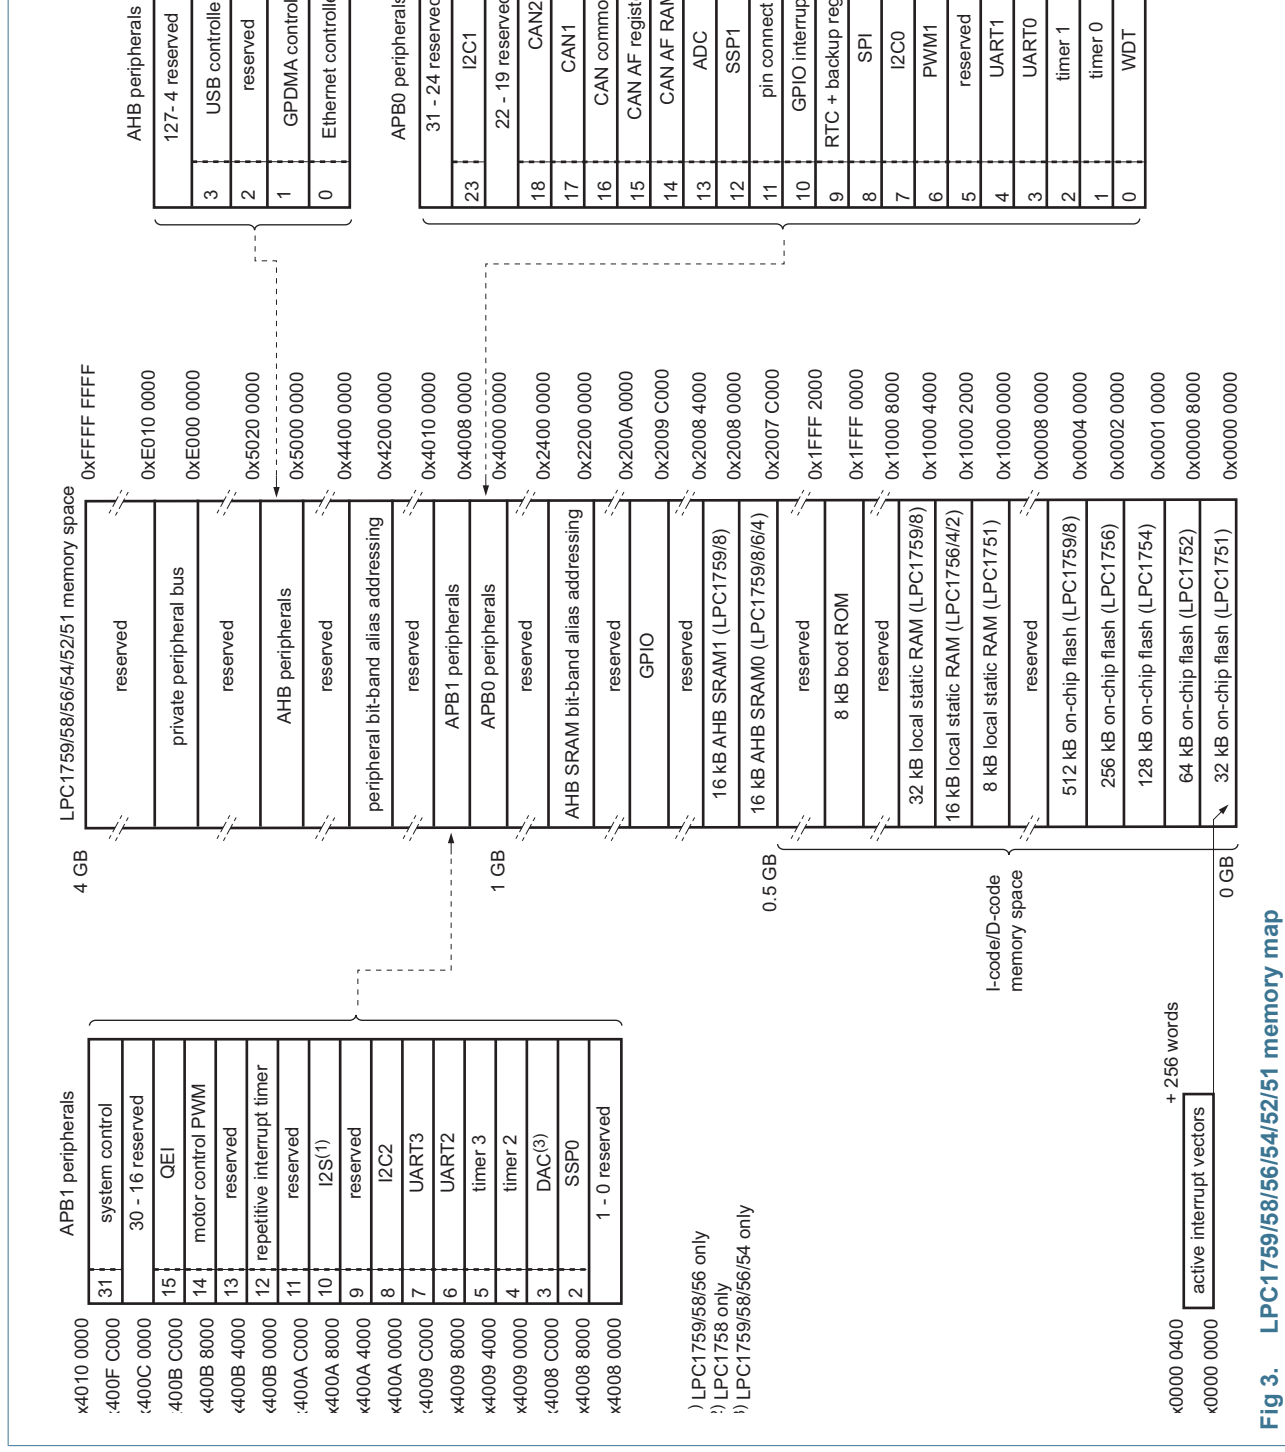 LPC1759/58/56/54/52/51 memory space
4 GB
0xFFFF FFFF
reserved
0xE010 0000
private peripheral bus
0xE000 0000
reserved
0x5020 0000
AHB peripherals
0x5000 0000
reserved
0x4400 0000
peripheral bit-band alias addressing
0x4200 0000
reserved
0x4010 0000
APB1 peripherals
0x4008 0000
APB0 peripherals
1 GB
0x4000 0000
reserved
0x2400 0000
AHB SRAM bit-band alias addressing
0x2200 0000
reserved
0x200A 0000
GPIO
0x2009 C000
reserved
0x2008 4000
16 kB AHB SRAM1 (LPC1759/8)
0x2008 0000
16 kB AHB SRAM0 (LPC1759/8/6/4)
0x2007 C000
0.5 GB
reserved
0x1FFF 2000
8 kB boot ROM
0x1FFF 0000
reserved
0x1000 8000
32 kB local static RAM (LPC1759/8)
0x1000 4000
16 kB local static RAM (LPC1756/4/2)
0x1000 2000
8 kB local static RAM (LPC1751)
0x1000 0000
reserved
0x0008 0000
512 kB on-chip flash (LPC1759/8)
0x0004 0000
256 kB on-chip flash (LPC1756)
0x0002 0000
128 kB on-chip flash (LPC1754)
0x0001 0000
64 kB on-chip flash (LPC1752)
0x0000 8000
32 kB on-chip flash (LPC1751)
0x0000 0000
0 GB
I-code/D-code
memory space
APB1 peripherals
x4010 0000
31 system control
400F C000
30 - 16 reserved
400C 0000
15 QEI
400B C000
14 motor control PWM
400B 8000
13 reserved
400B 4000
12 repetitive interrupt timer
400B 0000
11 reserved
400A C000
10 I2S(1)
400A 8000
9 reserved
400A 4000
8 I2C2
400A 0000
7 UART3
4009 C000
6 UART2
x4009 8000
5 timer 3
x4009 4000
4 timer 2
x4009 0000
3 DAC(3)
4008 C000
2 SSP0
x4008 8000
1 - 0 reserved
x4008 0000
) LPC1759/58/56 only
2) LPC1758 only
3) LPC1759/58/56/54 only
+ 256 words
x0000 0400
active interrupt vectors
x0000 0000
AHB peripherals
127- 4 reserved
3 USB controlle
2 reserved
1 GPDMA control
0 Ethernet controlle
APB0 peripherals
31 - 24 reserved
23 I2C1
22 - 19 reserved
18 CAN2
17 CAN1
16 CAN commo
15 CAN AF registe
14 CAN AF RAM
13 ADC
12 SSP1
11 pin connect
10 GPIO interrup
9 RTC + backup reg
8 SPI
7 I2C0
6 PWM1
5 reserved
4 UART1
3 UART0
2 timer 1
1 timer 0
0 WDT
Fig 3. LPC1759/58/56/54/52/51 memory map